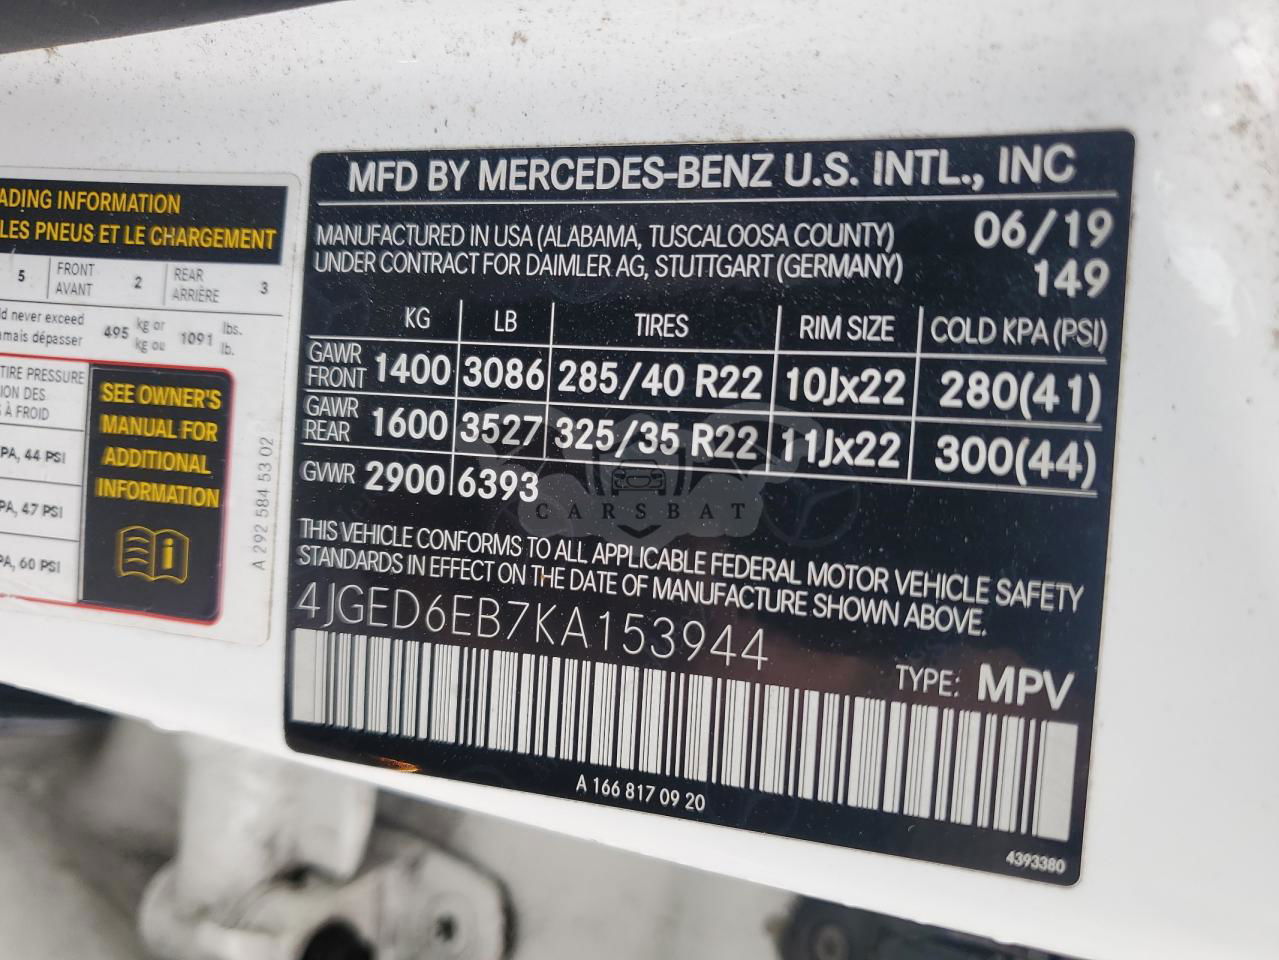 ADING INFORMATION
LES PNEUS ET LE CHARGEMENT
5 FRONT AVANT 2 REAR ARRIÈRE 3
ld never exceed 495 kg or 1091 lbs.
mais dépasser kg ou lb.
TIRE PRESSURE
ION DES
À FROID
PA, 44 PSI
PA, 47 PSI
PA, 60 PSI
SEE OWNER'S
MANUAL FOR
ADDITIONAL
INFORMATION
A 292 584 53 02
MFD BY MERCEDES-BENZ U.S. INTL., INC
MANUFACTURED IN USA (ALABAMA, TUSCALOOSA COUNTY) 06/19
UNDER CONTRACT FOR DAIMLER AG, STUTTGART (GERMANY) 149
KG LB TIRES RIM SIZE COLD KPA (PSI)
GAWR FRONT 1400 3086 285/40 R22 10Jx22 280(41)
GAWR REAR 1600 3527 325/35 R22 11Jx22 300(44)
GVWR 2900 6393
CARSBAT
THIS VEHICLE CONFORMS TO ALL APPLICABLE FEDERAL MOTOR VEHICLE SAFETY
STANDARDS IN EFFECT ON THE DATE OF MANUFACTURE SHOWN ABOVE.
4JGED6EB7KA153944
TYPE: MPV
A 166 817 09 20
4393380